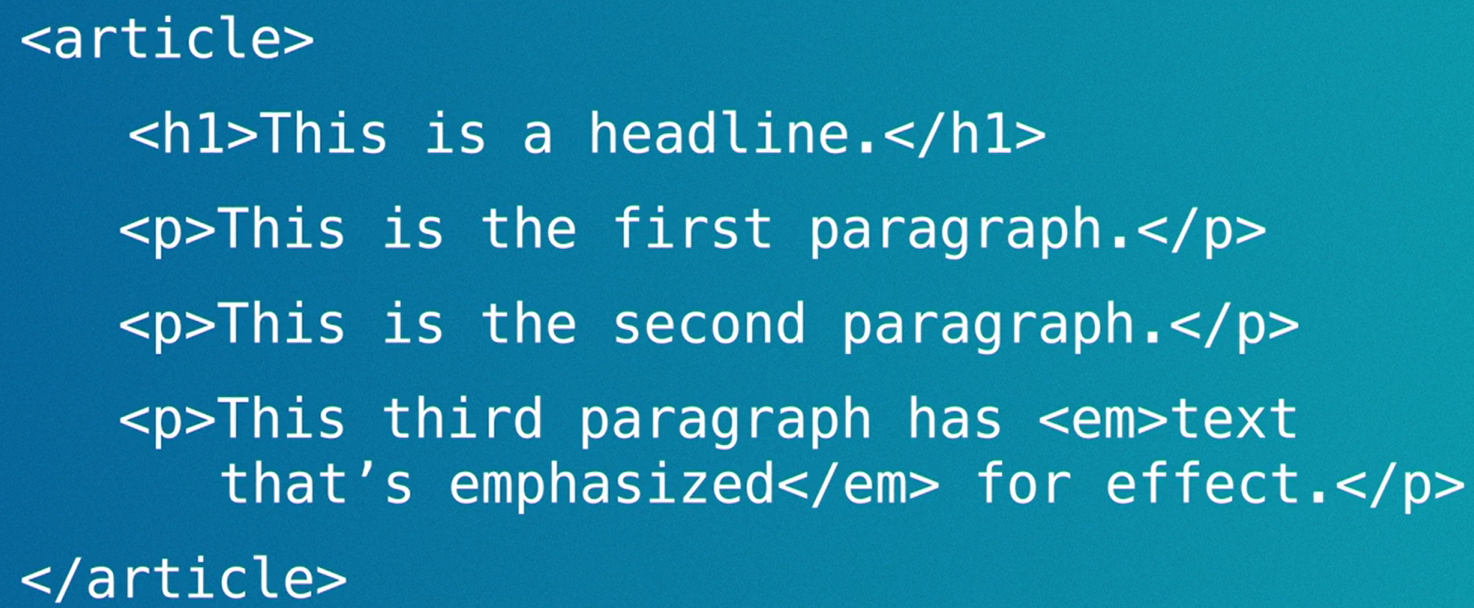 <article>
<h1>This is a headline.</h1>
<p>This is the first paragraph.</p>
<p>This is the second paragraph.</p>
<p>This third paragraph has <em>text
that’s emphasized</em> for effect.</p>
</article>